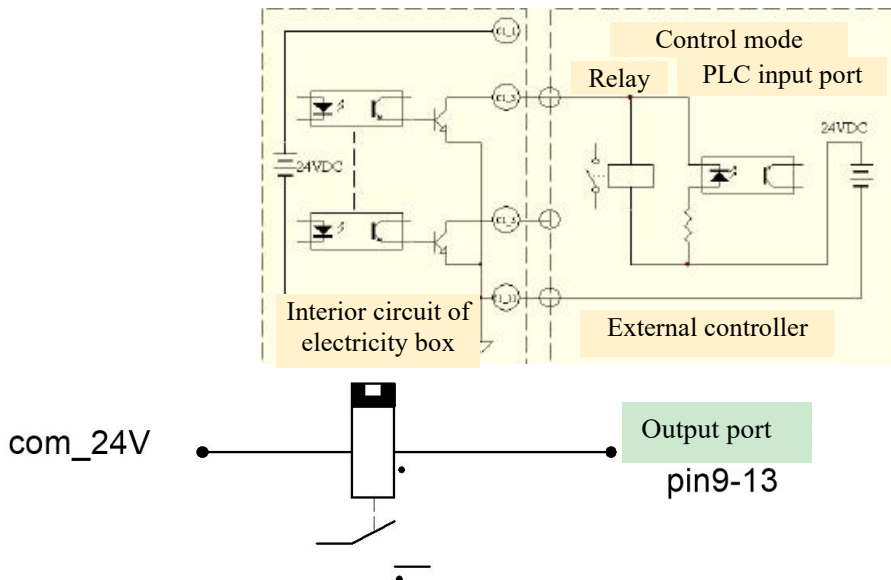 Control mode
Relay
PLC input port
24VDC
24VDC
Interior circuit of
electricity box
External controller
com_24V
Output port
pin9-13